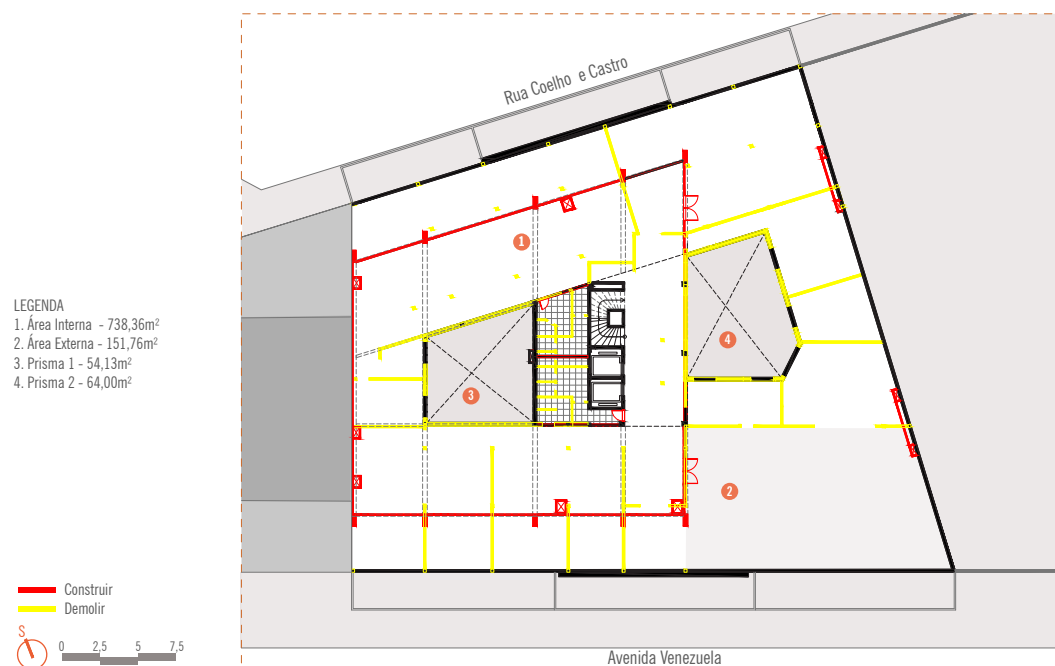 Rua Coelho e Castro
1
4
3
2
LEGENDA
1. Área Interna - 738,36m²
2. Área Externa - 151,76m²
3. Prisma 1 - 54,13m²
4. Prisma 2 - 64,00m²
Construir
Demolir
S
0 2,5 5 7,5
Avenida Venezuela